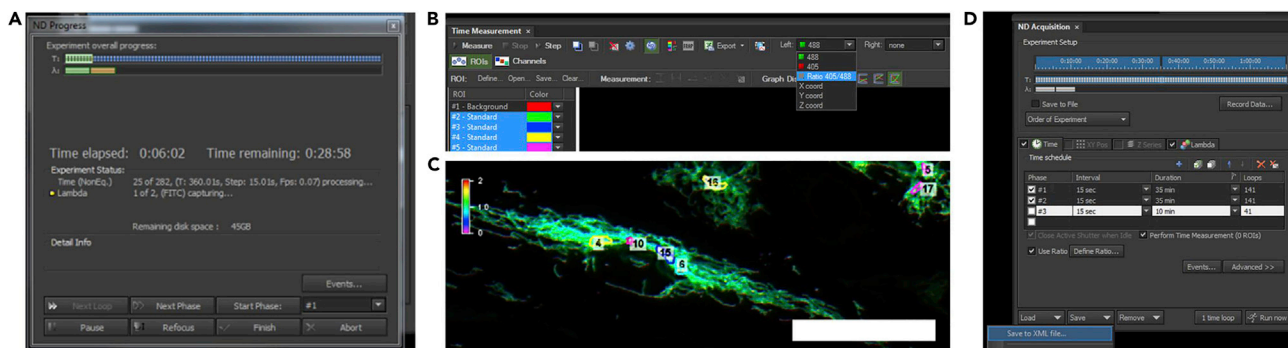 A
ND Progress
Experiment overall progress:
T:
λ:
Time elapsed: 0:06:02 Time remaining: 0:28:58
Experiment Status:
Time (NonEq.) 25 of 282, (T: 360.01s, Step: 15.01s, Fps: 0.07) processing...
Lambda 1 of 2, (FITC) capturing...
Remaining disk space : 45GB
Detail Info
Events...
Next Loop Next Phase Start Phase: #1
Pause Refocus Finish Abort
B
Time Measurement ×
Measure Stop Step Export Left: 488 Right: none
488
405
Ratio 405/488
X coord
Y coord
Z coord
ROIs Channels
ROI: Define... Open... Save... Clear... Measurement: Graph Di
ROI Color
#1 - Background
#2 - Standard
#3 - Standard
#4 - Standard
#5 - Standard
C
2
1
0
16
5
17
4
10
15
6
D
ND Acquisition ×
Experiment Setup
0:10:00 0:20:00 0:30:00 0:40:00 0:50:00 1:00:00
T:
λ:
Save to File
Record Data...
Order of Experiment
Time XY Pos Z Series Lambda
Time schedule
Phase Interval Duration Loops
#1 15 sec 35 min 141
#2 15 sec 35 min 141
#3 15 sec 10 min 41
Close Active Shutter when Idle Perform Time Measurement (0 ROIs)
Use Ratio Define Ratio...
Events... Advanced >>
Load Save Remove 1 time loop Run now
Save to XML file...